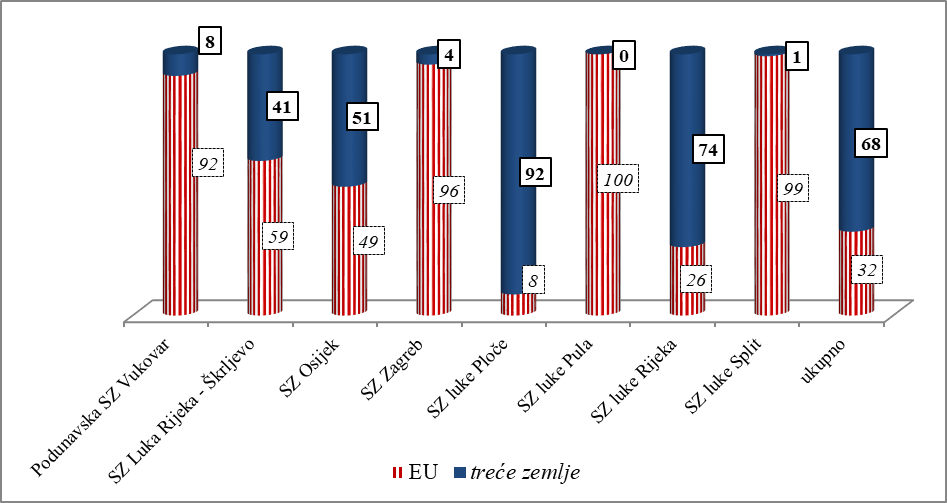 8
41
51
4
92
0
74
1
68
92
59
49
96
8
100
26
99
32
Podunavska SZ Vukovar
SZ Luka Rijeka - Škrljevo
SZ Osijek
SZ Zagreb
SZ luke Ploče
SZ luke Pula
SZ luke Rijeka
SZ luke Split
ukupno
EU treće zemlje